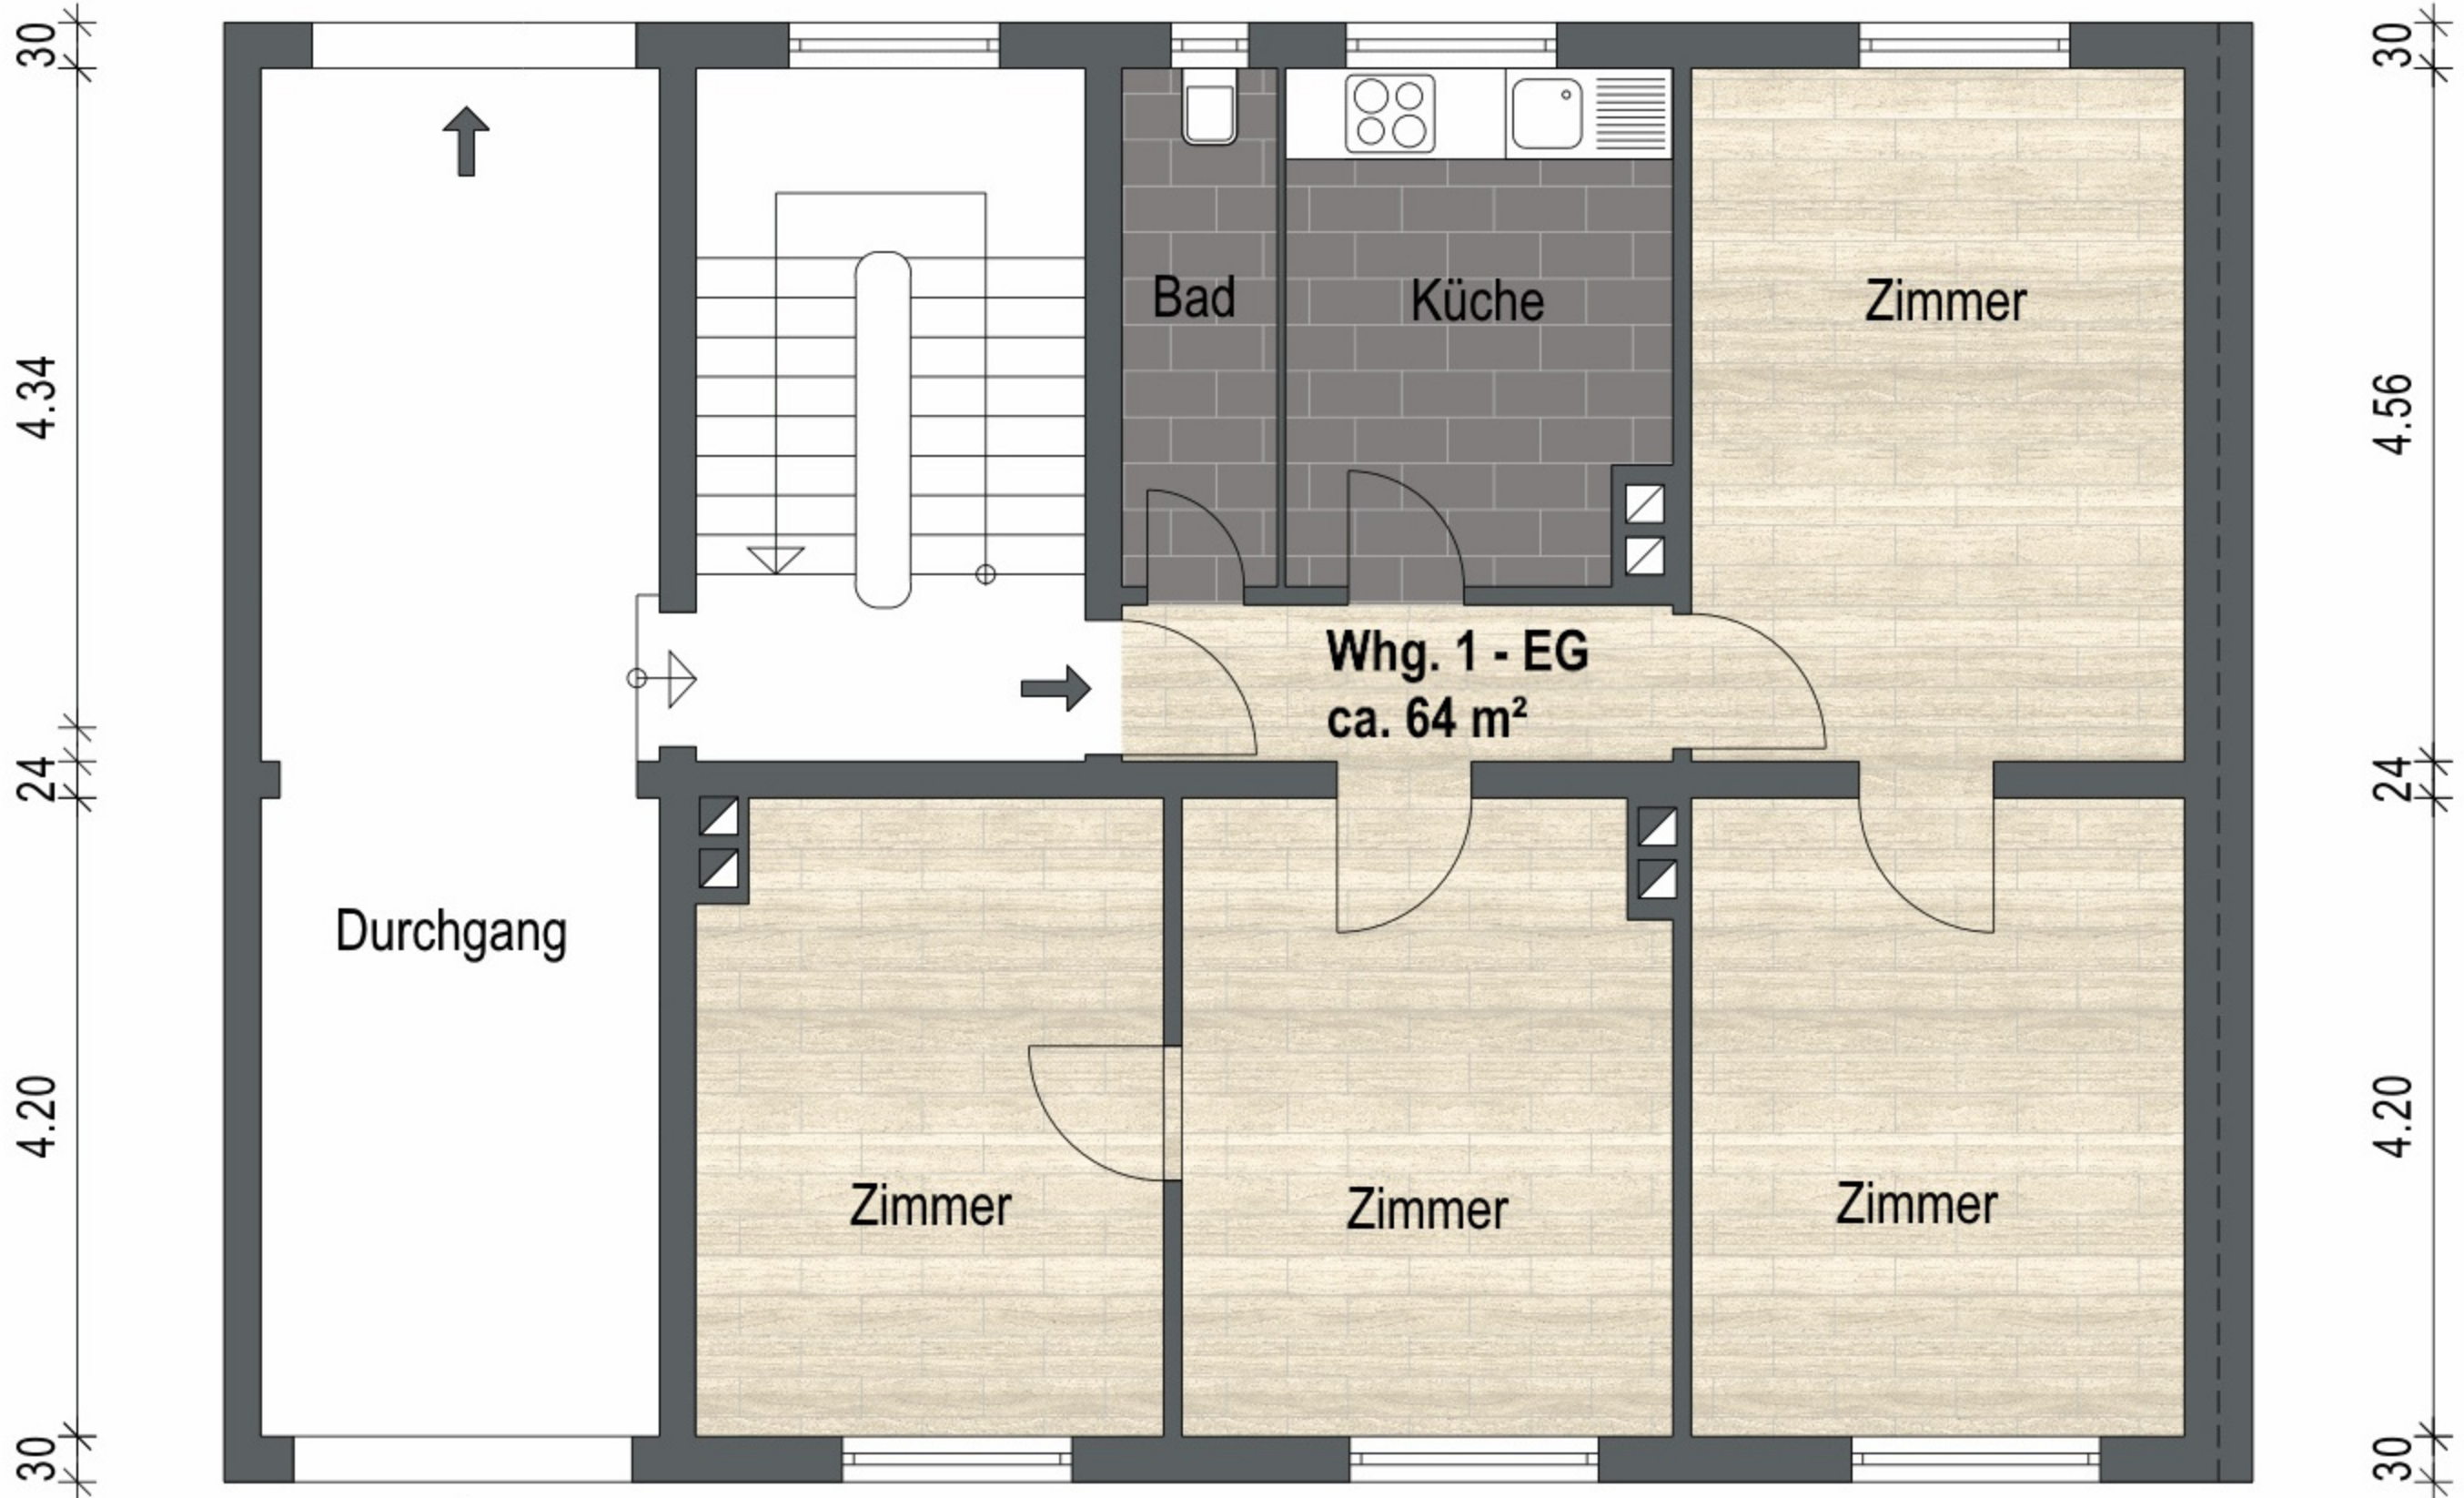 30
30
Bad
Küche
Zimmer
4.34
4.56
Whg. 1 - EG
ca. 64 m²
24
24
Durchgang
4.20
4.20
Zimmer
Zimmer
Zimmer
30
30